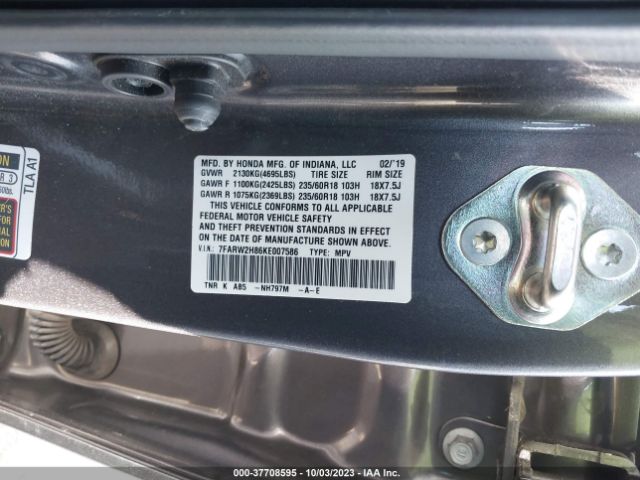 MFD. BY HONDA MFG. OF INDIANA, LLC 02/'19
GVWR 2130KG(4695LBS) TIRE SIZE RIM SIZE
GAWR F 1100KG(2425LBS) 235/60R18 103H 18X7.5J
GAWR R 1075KG(2369LBS) 235/60R18 103H 18X7.5J
THIS VEHICLE CONFORMS TO ALL APPLICABLE
FEDERAL MOTOR VEHICLE SAFETY
AND THEFT PREVENTION STANDARDS IN EFFECT
ON THE DATE OF MANUFACTURE SHOWN ABOVE.
V.I.N: 7FARW2H86KE007586 TYPE: MPV
TNR K AB5 -NH797M -A-E
ON
R 3
TLA A1
000-37708595 - 10/03/2023 - IAA Inc.